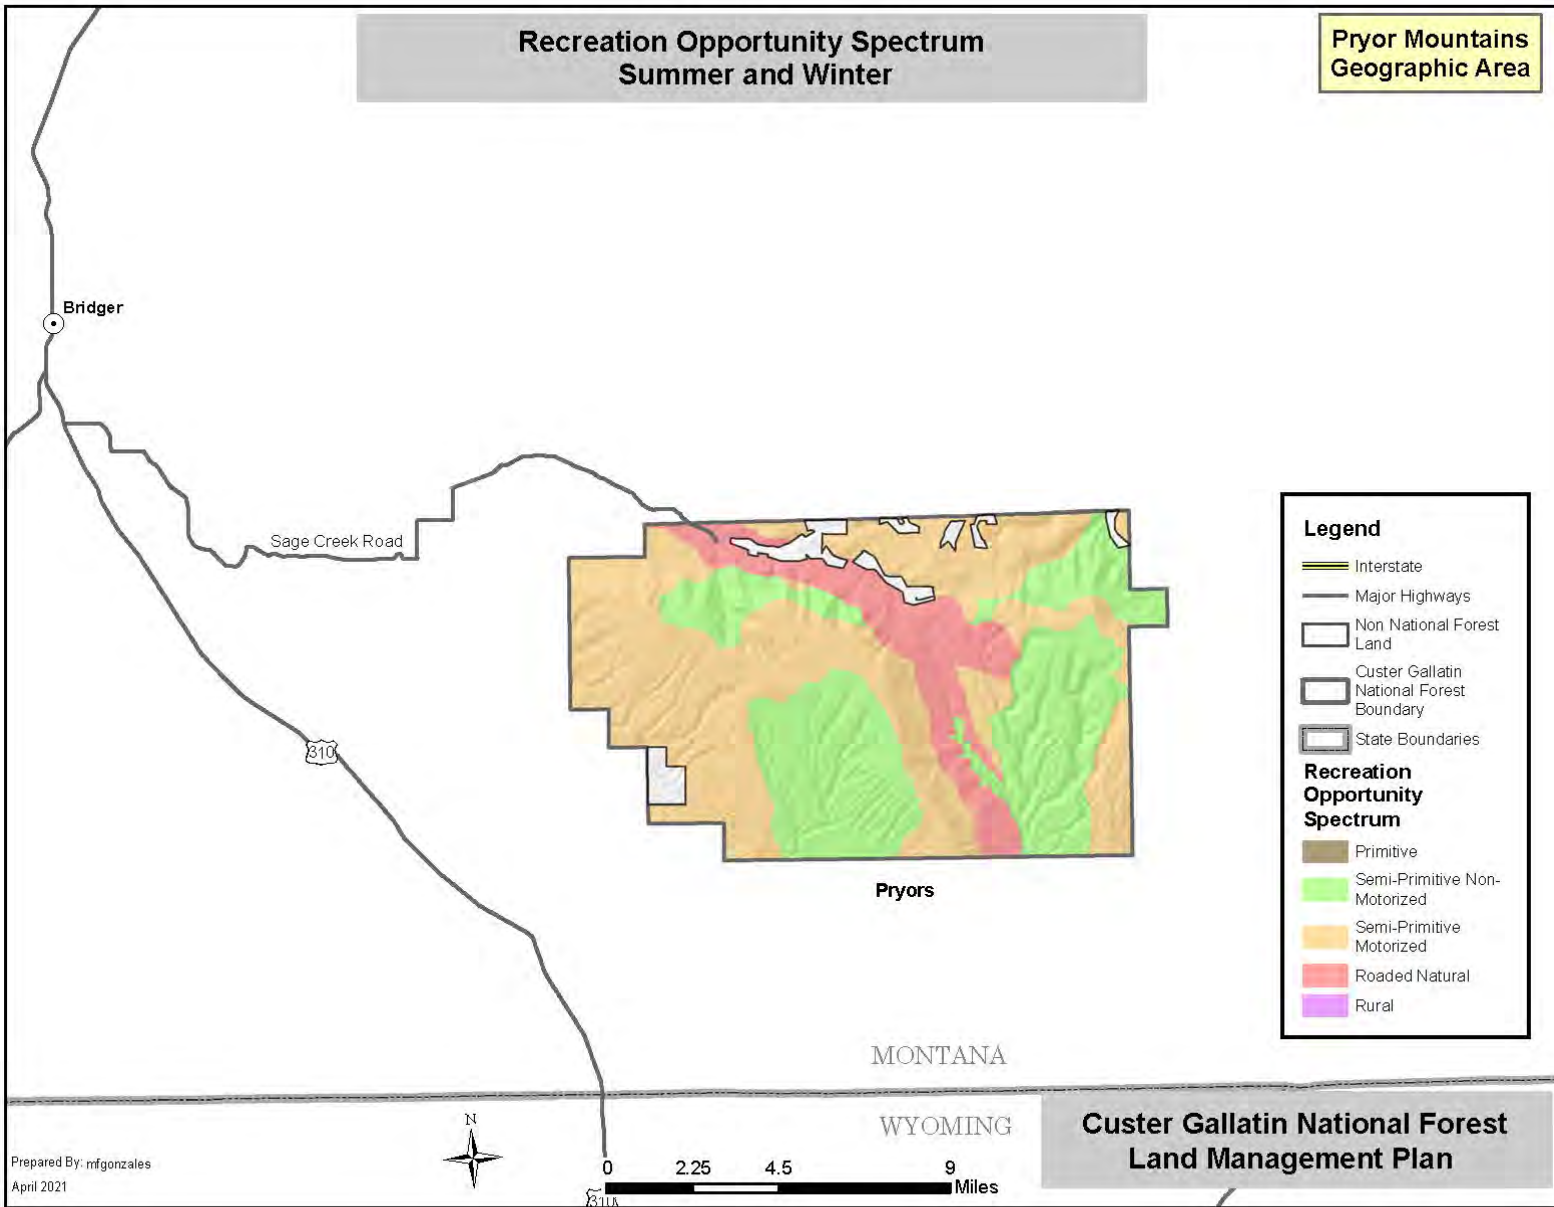 Recreation Opportunity Spectrum
Summer and Winter
Pryor Mountains
Geographic Area
Bridger
Sage Creek Road
310
Pryors
Legend
Interstate
Major Highways
Non National Forest
Land
Custer Gallatin
National Forest
Boundary
State Boundaries
Recreation
Opportunity
Spectrum
Primitive
Semi-Primitive Non-
Motorized
Semi-Primitive
Motorized
Roaded Natural
Rural
MONTANA
WYOMING
N
Custer Gallatin National Forest
Land Management Plan
Prepared By: mfgonzales
April 2021
0 2.25 4.5 9
Miles